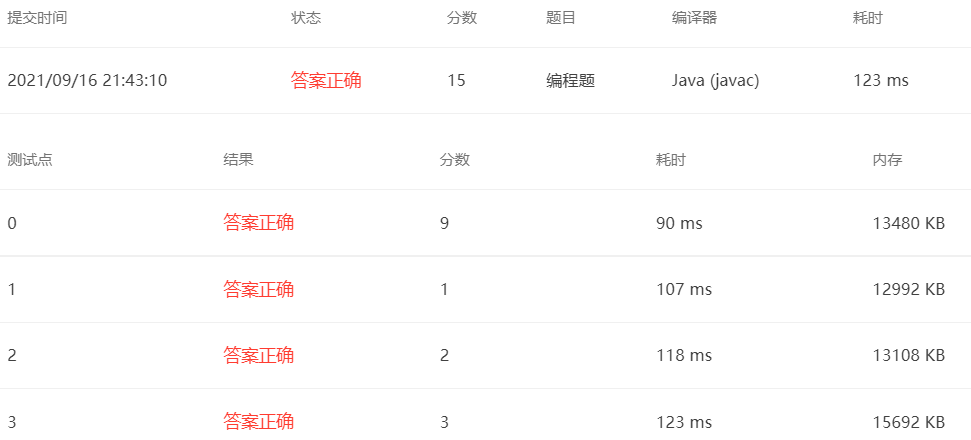 提交时间 状态 分数 题目 编译器 耗时
2021/09/16 21:43:10 答案正确 15 编程题 Java (javac) 123 ms
测试点 结果 分数 耗时 内存
0 答案正确 9 90 ms 13480 KB
1 答案正确 1 107 ms 12992 KB
2 答案正确 2 118 ms 13108 KB
3 答案正确 3 123 ms 15692 KB